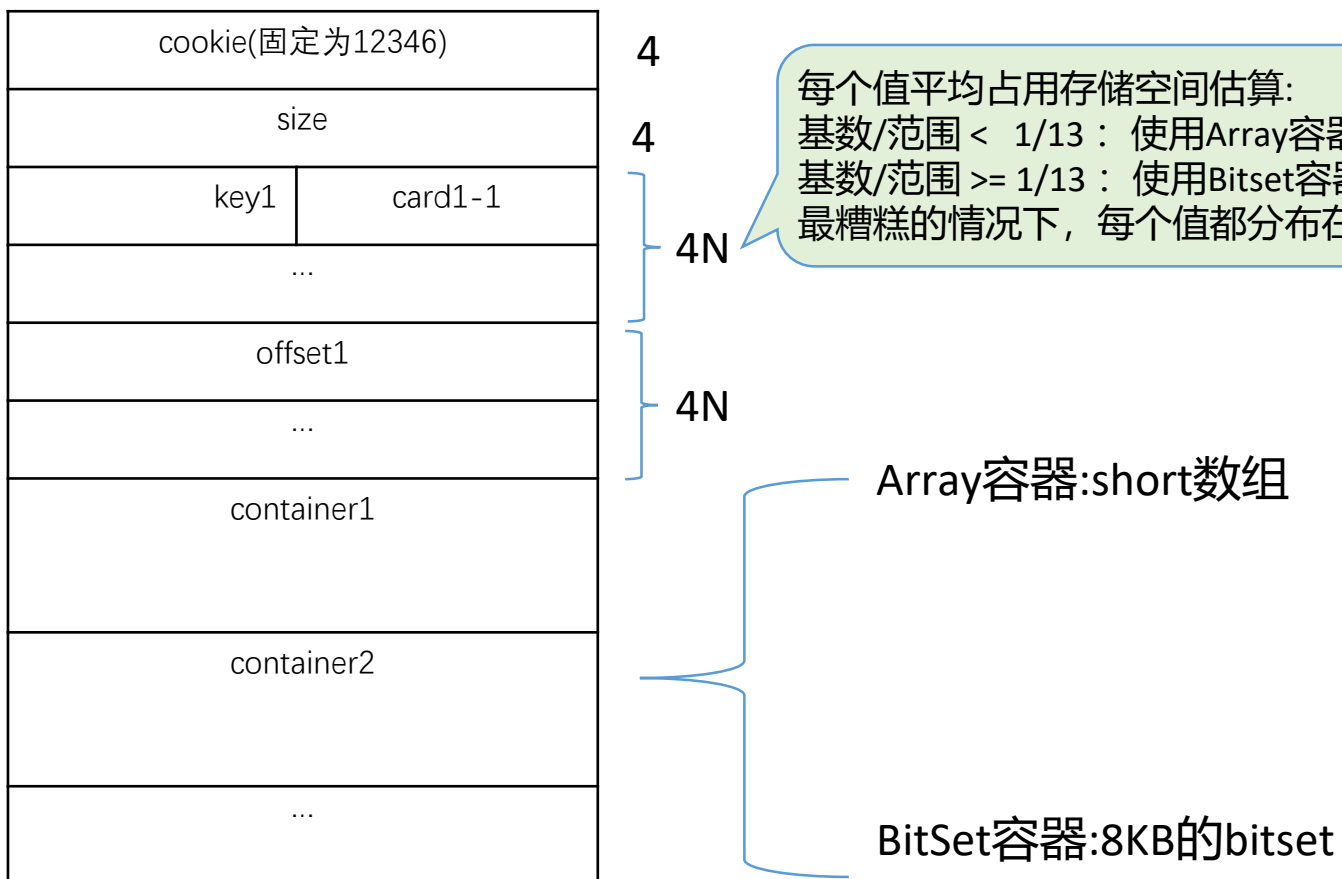 cookie(固定为12346)
4
size
4
key1
card1-1
4N
...
offset1
4N
...
container1
container2
...
每个值平均占用存储空间估算:
基数/范围 < 1/13 : 使用Array容
基数/范围 >= 1/13 : 使用Bitset容
最糟糕的情况下，每个值都分布在
Array容器:short数组
BitSet容器:8KB的bitset